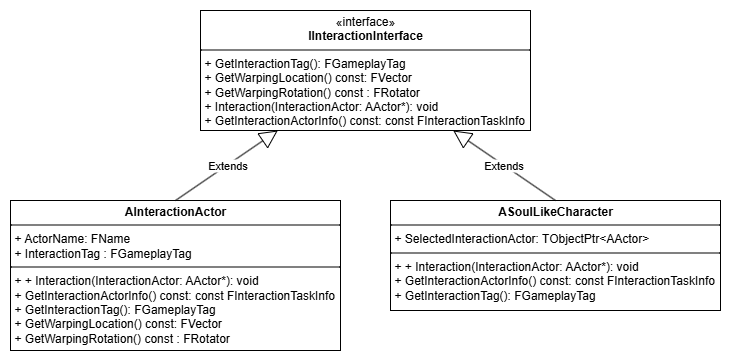 «interface»
IInteractionInterface
+ GetInteractionTag(): FGameplayTag
+ GetWarpingLocation() const: FVector
+ GetWarpingRotation() const : FRotator
+ Interaction(InteractionActor: AActor*): void
+ GetInteractionActorInfo() const: const FInteractionTaskInfo
Extends
Extends
AInteractionActor
+ ActorName: FName
+ InteractionTag : FGameplayTag
+ + Interaction(InteractionActor: AActor*): void
+ GetInteractionActorInfo() const: const FInteractionTaskInfo
+ GetInteractionTag(): FGameplayTag
+ GetWarpingLocation() const: FVector
+ GetWarpingRotation() const : FRotator
ASoulLikeCharacter
+ SelectedInteractionActor: TObjectPtr<AActor>
+ + Interaction(InteractionActor: AActor*): void
+ GetInteractionActorInfo() const: const FInteractionTaskInfo
+ GetInteractionTag(): FGameplayTag